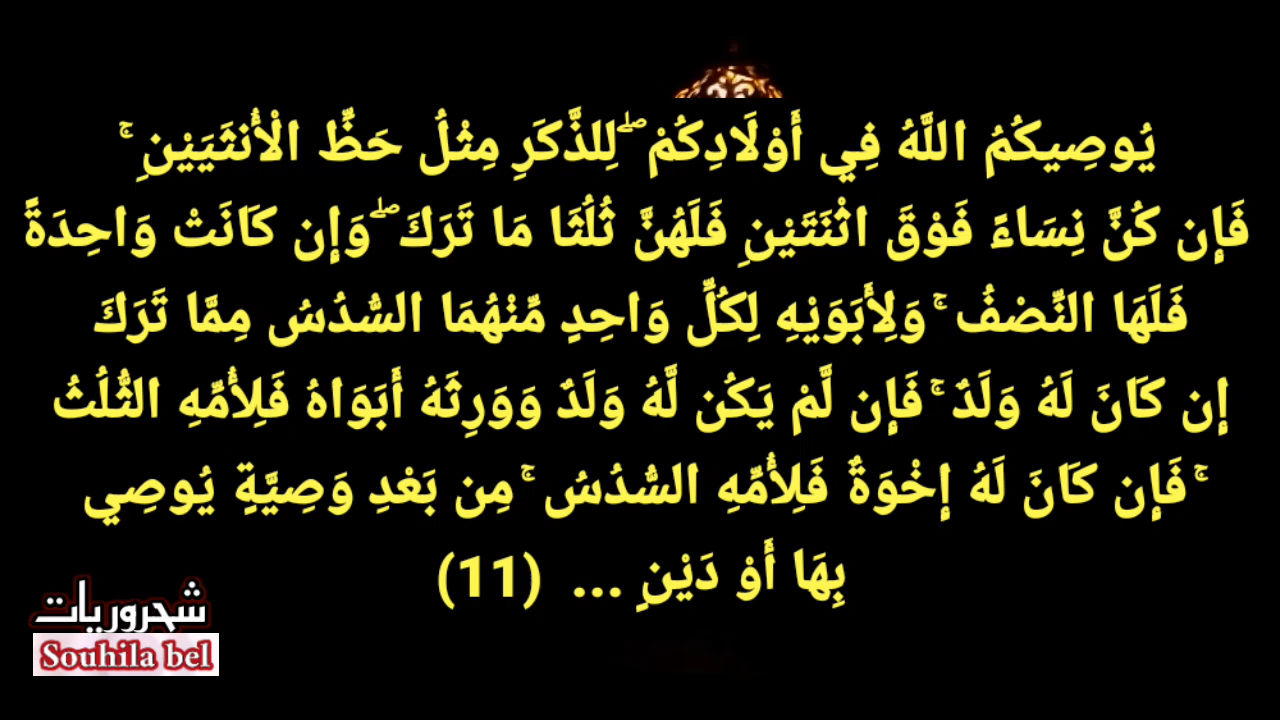 يُوصِيكُمُ اللَّهُ فِي أَوْلَادِكُمْ ۖ لِلذَّكَرِ مِثْلُ حَظِّ الْأُنثَيَيْنِ ۚ
فَإِن كُنَّ نِسَاءً فَوْقَ اثْنَتَيْنِ فَلَهُنَّ ثُلُثَا مَا تَرَكَ ۖ وَإِن كَانَتْ وَاحِدَةً
فَلَهَا النِّصْفُ ۚ وَلِأَبَوَيْهِ لِكُلِّ وَاحِدٍ مِّنْهُمَا السُّدُسُ مِمَّا تَرَكَ
إِن كَانَ لَهُ وَلَدٌ ۚ فَإِن لَّمْ يَكُن لَّهُ وَلَدٌ وَوَرِثَهُ أَبَوَاهُ فَلِأُمِّهِ الثُّلُثُ
ۚ فَإِن كَانَ لَهُ إِخْوَةٌ فَلِأُمِّهِ السُّدُسُ ۚ مِن بَعْدِ وَصِيَّةٍ يُوصِي
بِهَا أَوْ دَيْنٍ ... (11)
شحروريات
Souhila bel